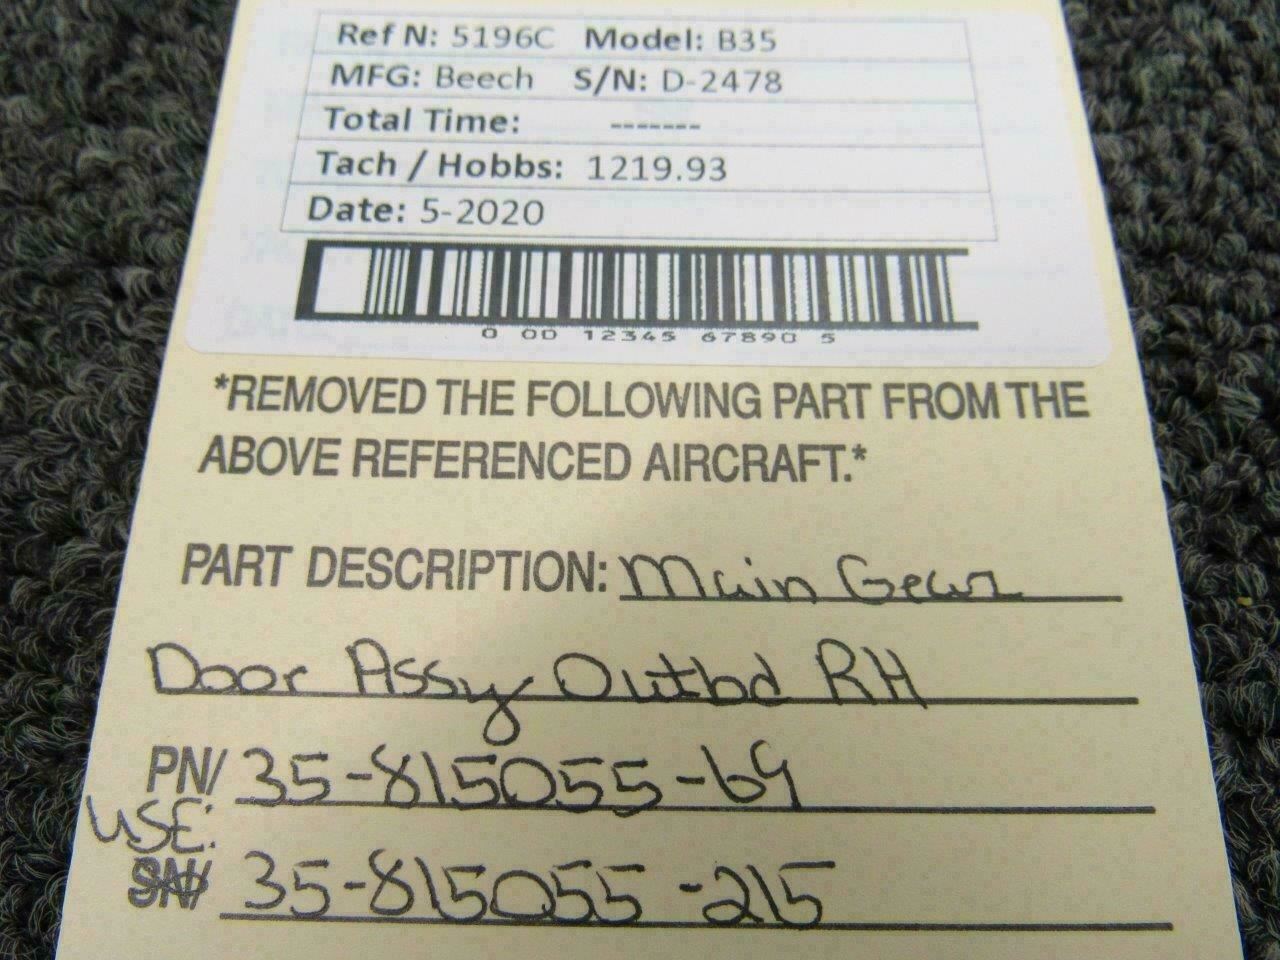 Ref N: 5196C Model: B35
MFG: Beech S/N: D-2478
Total Time: -------
Tach / Hobbs: 1219.93
Date: 5-2020
0 00 12345 67890 5
*REMOVED THE FOLLOWING PART FROM THE
ABOVE REFERENCED AIRCRAFT.*
PART DESCRIPTION: Main Gear
Door Assy Outbd RH
PN/ 35-815055-69
USE:
SN/ 35-815055-215